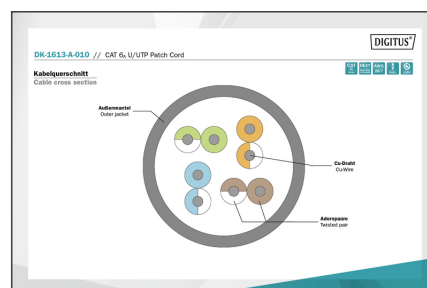 DIGITUS®
DK-1613-A-010 // CAT 6A U/UTP Patch Cord
Kabelquerschnitt
Cable cross section
Außenmantel
Outer jacket
Cu-Draht
Cu-Wire
Aderspaare
Twisted pair